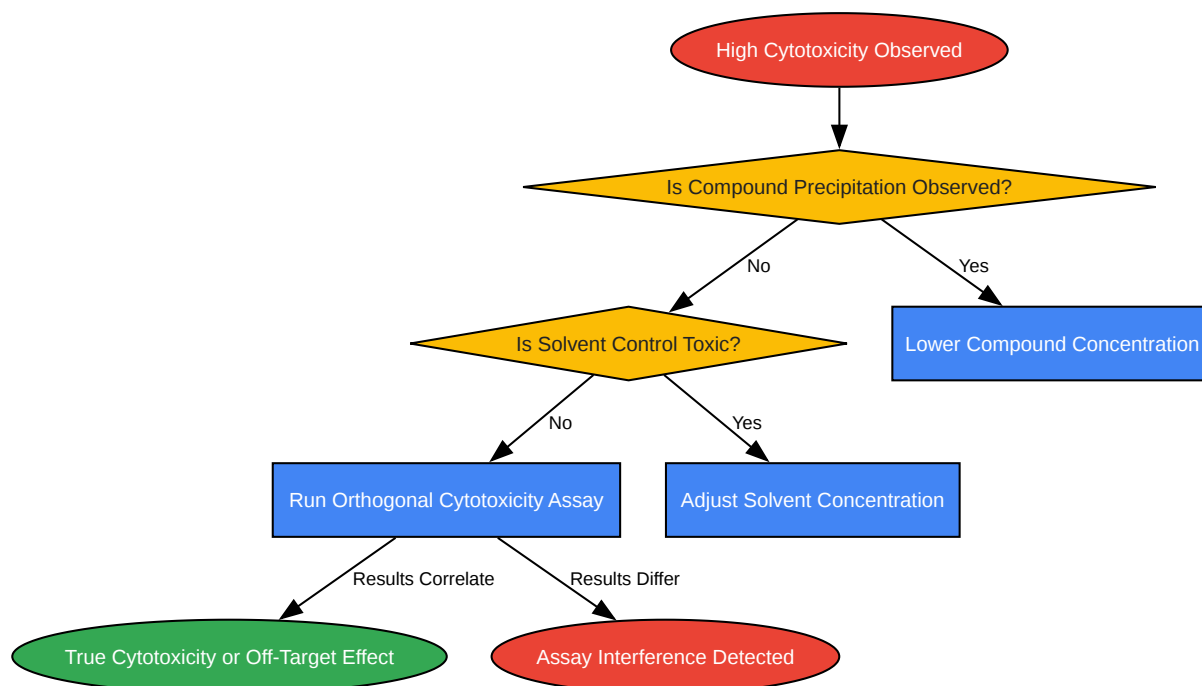 High Cytotoxicity Observed
Is Compound Precipitation Observed?
No
Yes
Is Solvent Control Toxic?
Lower Compound Concentration
No
Yes
Run Orthogonal Cytotoxicity Assay
Adjust Solvent Concentration
Results Correlate
Results Differ
True Cytotoxicity or Off-Target Effect
Assay Interference Detected